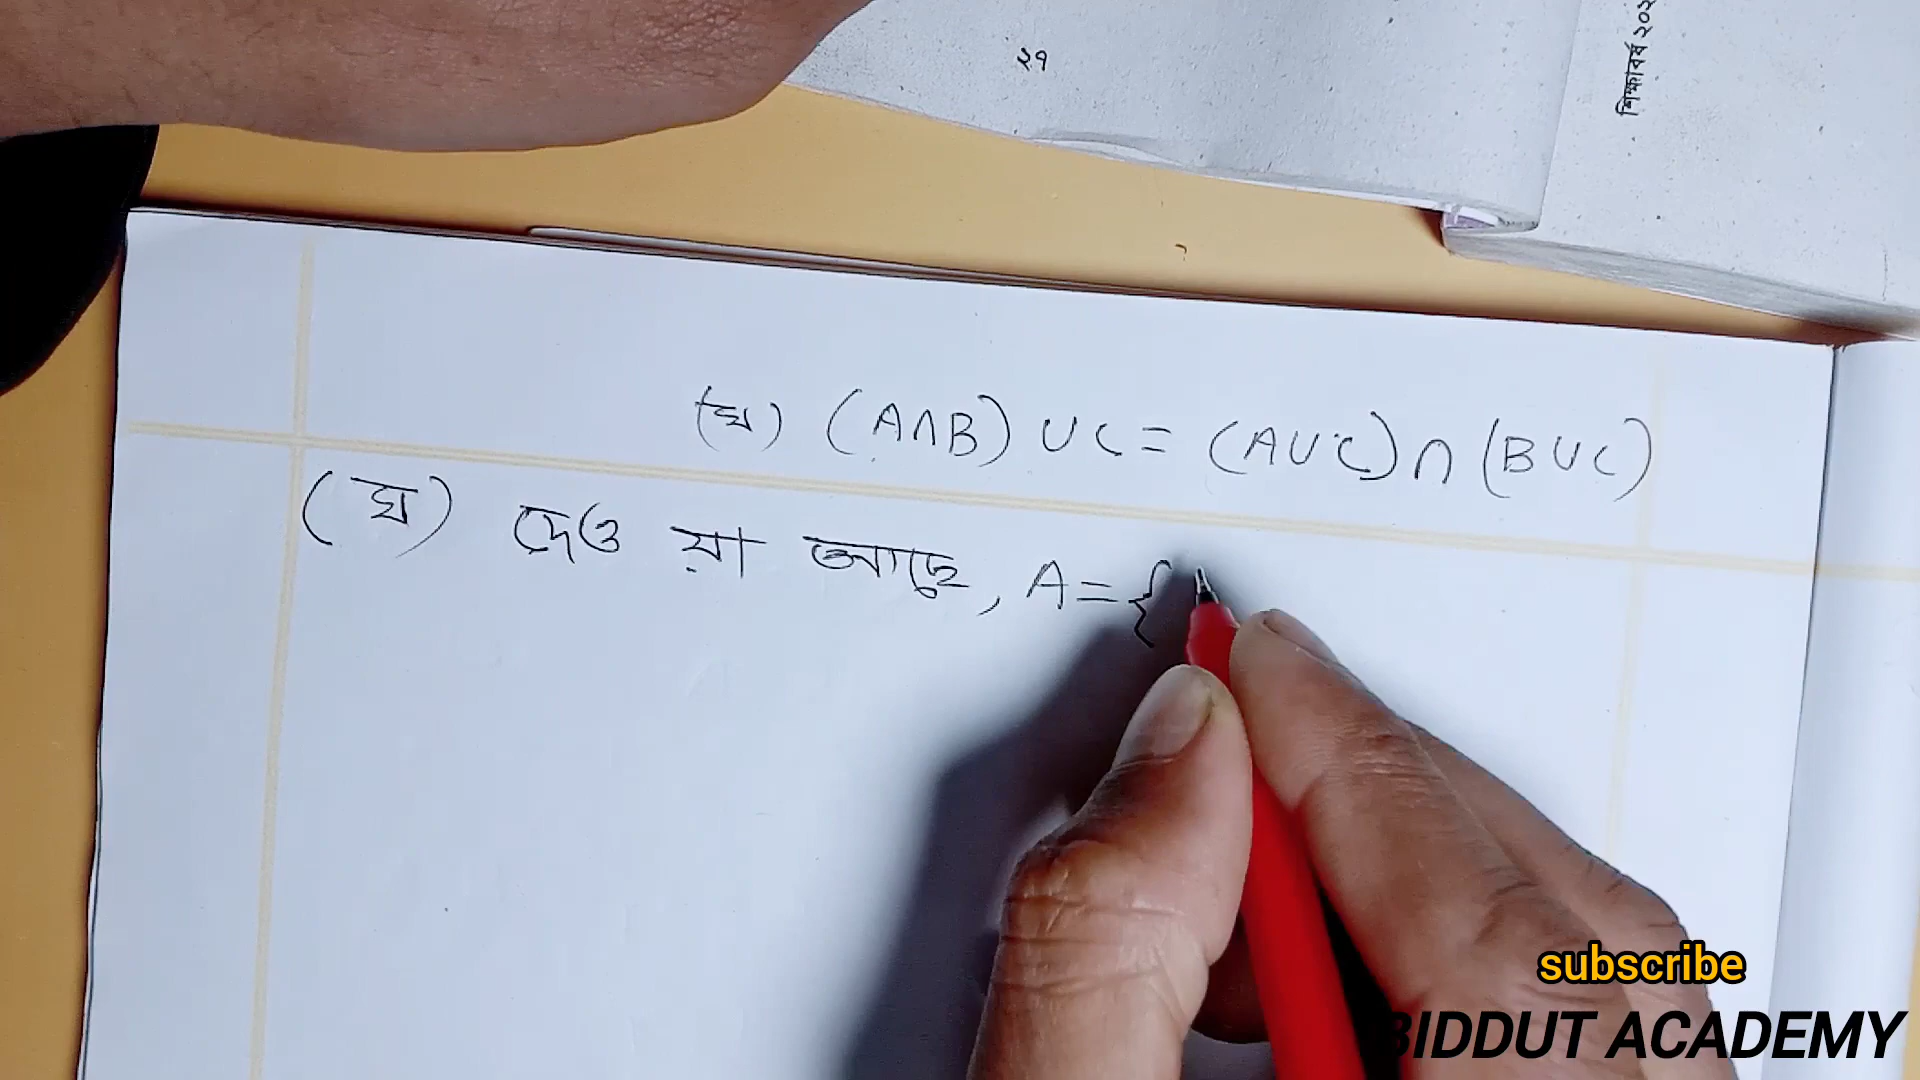 ২৭
শিক্ষাবর্ষ ২০২
(ঘ) (A∩B) ∪ C = (A∪C) ∩ (B∪C)
(ঘ) দেওয়া আছে, A = {
subscribe
BIDDUT ACADEMY